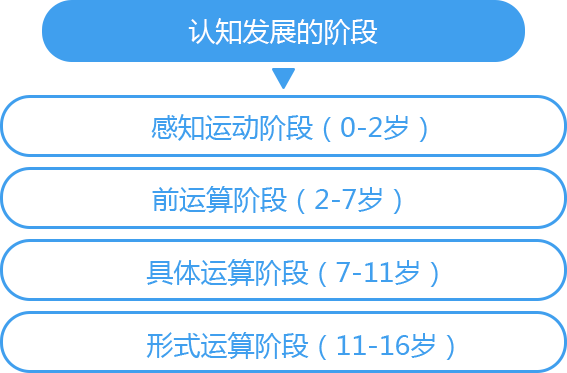 认知发展的阶段
感知运动阶段（0-2岁）
前运算阶段（2-7岁）
具体运算阶段（7-11岁）
形式运算阶段（11-16岁）